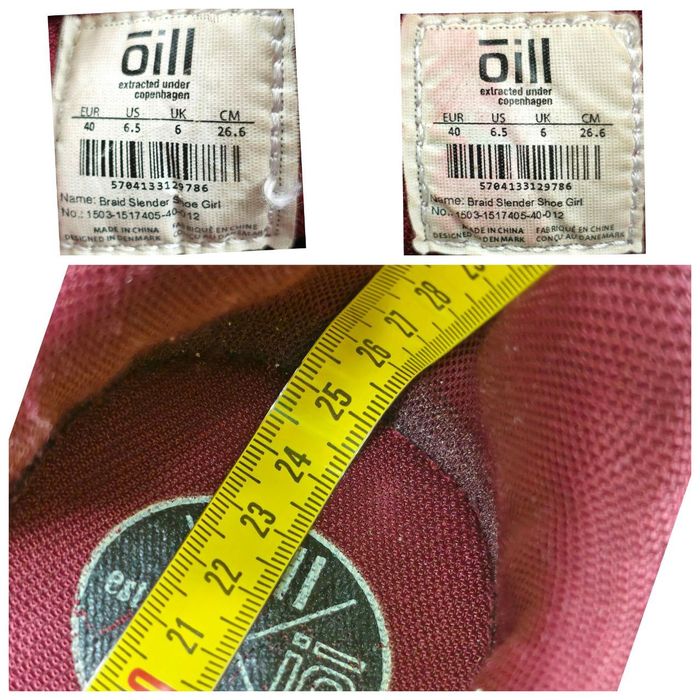 ōill
extracted under
copenhagen
EUR US UK CM
40 6.5 6 26.6
5704133129786
Name: Braid Slender Shoe Girl
No.: 1503-1517405-40-012
MADE IN CHINA FABRIQUÉ EN CHINE
DESIGNED IN DENMARK CONÇU AU DANEMARK
ōill
extracted under
copenhagen
EUR US UK CM
40 6.5 6 26.6
5704133129786
Name: Braid Slender Shoe Girl
No.: 1503-1517405-40-012
MADE IN CHINA FABRIQUÉ EN CHINE
DESIGNED IN DENMARK CONÇU AU DANEMARK
21 22 23 24 25 26 27 28